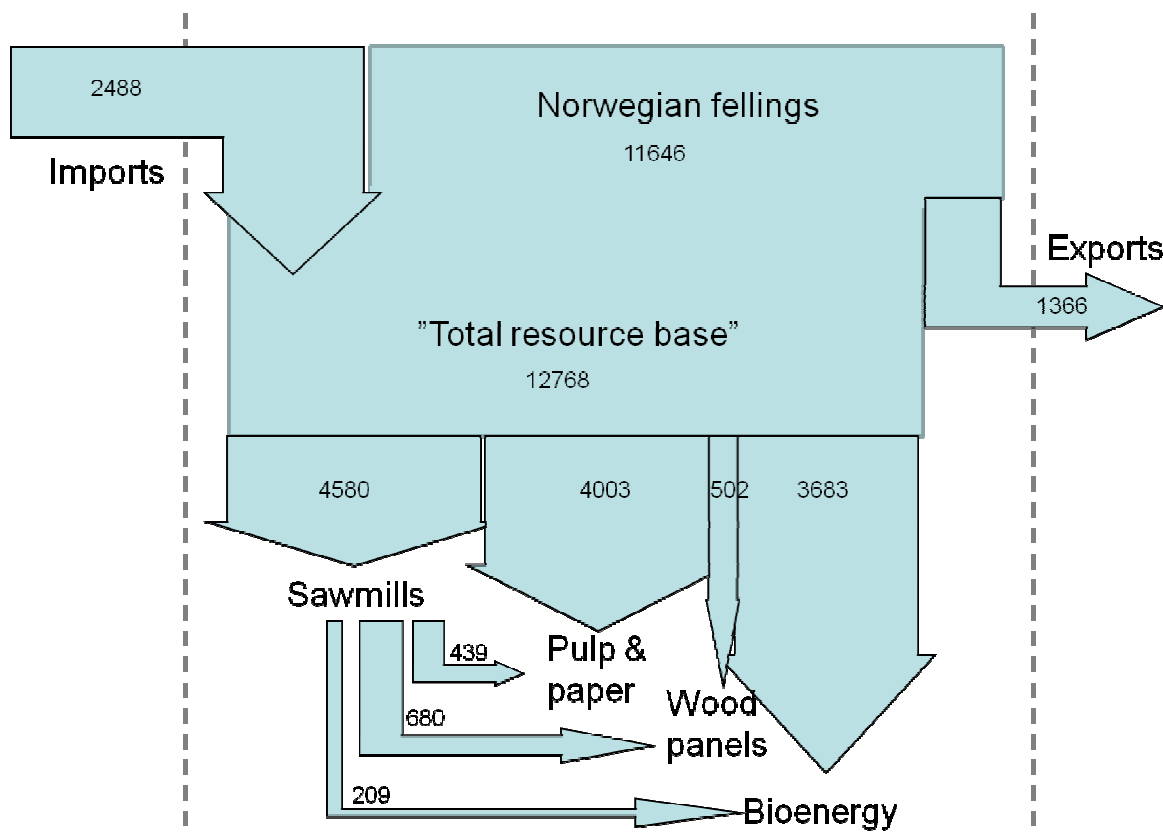 2488
Imports
Norwegian fellings
11646
Exports
1366
”Total resource base”
12768
4580
4003
502
3683
Sawmills
439
Pulp &
paper
680
Wood
panels
209
Bioenergy